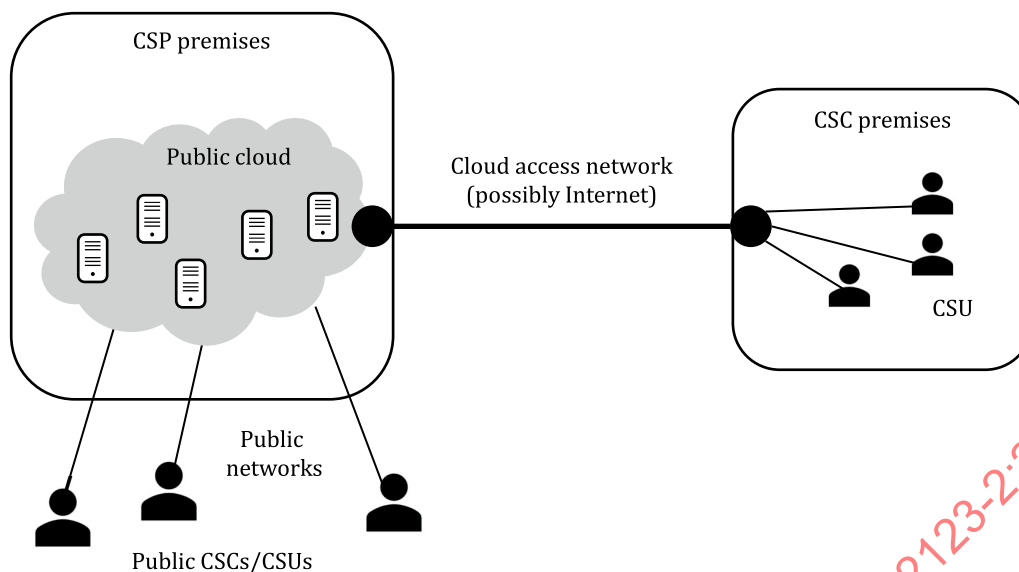 CSP premises
Public cloud
Cloud access network
(possibly Internet)
CSC premises
CSU
Public
networks
Public CSCs/CSUs